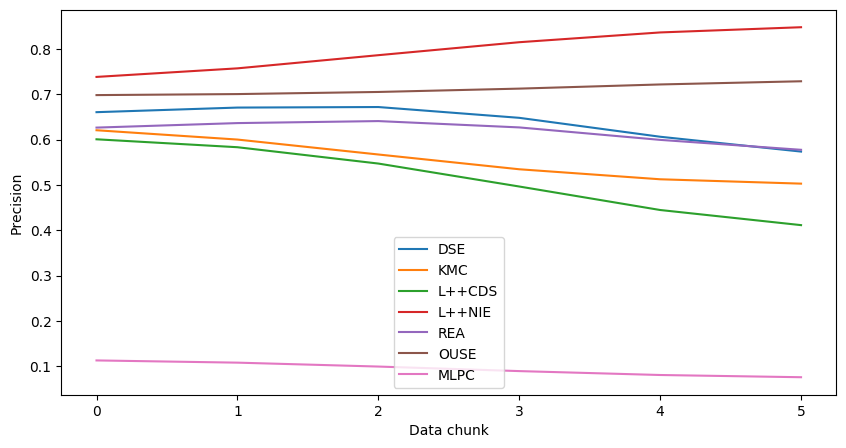 Precision
0.8
0.7
0.6
0.5
0.4
0.3
0.2
0.1
DSE
KMC
L++CDS
L++NIE
REA
OUSE
MLPC
0 1 2 3 4 5
Data chunk